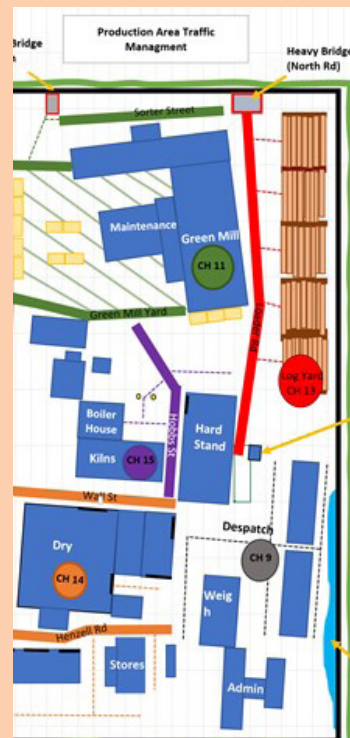 Production Area Traffic
Managment
Bridge
Heavy Bridge
(North Rd)
Sorter Street
Maintenance
Green Mill
CH 11
Green Mill Yard
Loader Rd
Log Yard
CH 13
Boiler
House
Hobbs St
Hard
Stand
Kilns
CH 15
Wall St
Despatch
Dry
CH 9
CH 14
Weig
h
Henzell Rd
Stores
Admin